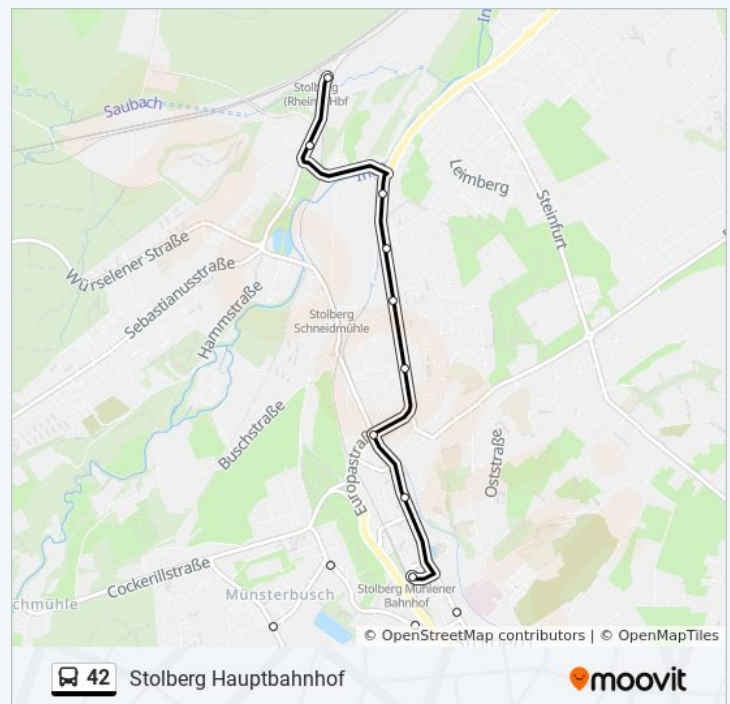 Saubach
Stolberg
(Rheinl) Hbf
Leimberg
Steinfurt
Würselener Straße
Sebastianusstraße
Hammstraße
Stolberg
Schneidmühle
Buschstraße
Oststraße
Cockerillstraße
Münsterbusch
Stolberg Mühlener
Bahnhof
© OpenStreetMap contributors | © OpenMapTiles
42 Stolberg Hauptbahnhof
moovit